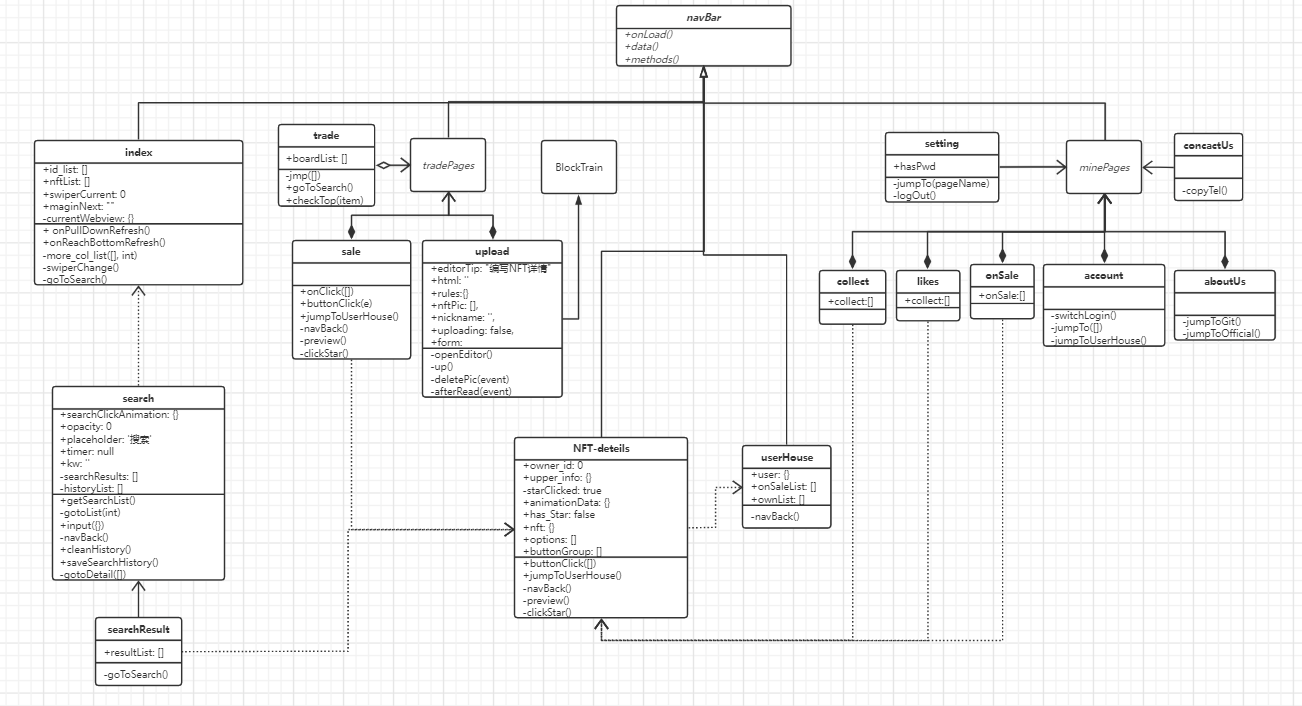 navBar
+onLoad()
+data()
+methods()
index
+id_list: []
+nftList: []
+swiperCurrent: 0
+maginNext: ""
-currentWebview: {}
+ onPullDownRefresh()
+onReachBottomRefresh()
-more_col_list([], int)
-swiperChange()
-goToSearch()
trade
+boardList: []
-jmp([])
+goToSearch()
+checkTop(item)
tradePages
BlockTrain
setting
+hasPwd
-jumpTo(pageName)
-logOut()
minePages
concactUs
-copyTel()
sale
+onClick([])
+buttonClick(e)
+jumpToUserHouse()
-navBack()
-preview()
-clickStar()
upload
+editorTip: "编写NFT详情"
+html: ''
+rules:{}
+nftPic: [],
+nickname: '',
+uploading: false,
+form:
-openEditor()
-up()
-deletePic(event)
-afterRead(event)
collect
+collect:[]
likes
+collect:[]
onSale
+onSale:[]
account
-switchLogin()
-jumpTo([])
-jumpToUserHouse()
aboutUs
-jumpToGit()
-jumpToOfficial()
search
+searchClickAnimation: {}
+opacity: 0
+placeholder: '搜索'
+timer: null
+kw: ''
-searchResults: []
-historyList: []
+getSearchList()
-gotoList(int)
+input({})
-navBack()
+cleanHistory()
+saveSearchHistory()
-gotoDetail([])
NFT-deteils
+owner_id: 0
+upper_info: {}
-starClicked: true
+animationData: {}
+has_Star: false
+nft: {}
+options: []
+buttonGroup: []
+buttonClick([])
+jumpToUserHouse()
-navBack()
-preview()
-clickStar()
userHouse
+user: {}
+onSaleList: []
+ownList: []
-navBack()
searchResult
+resultList: []
-goToSearch()